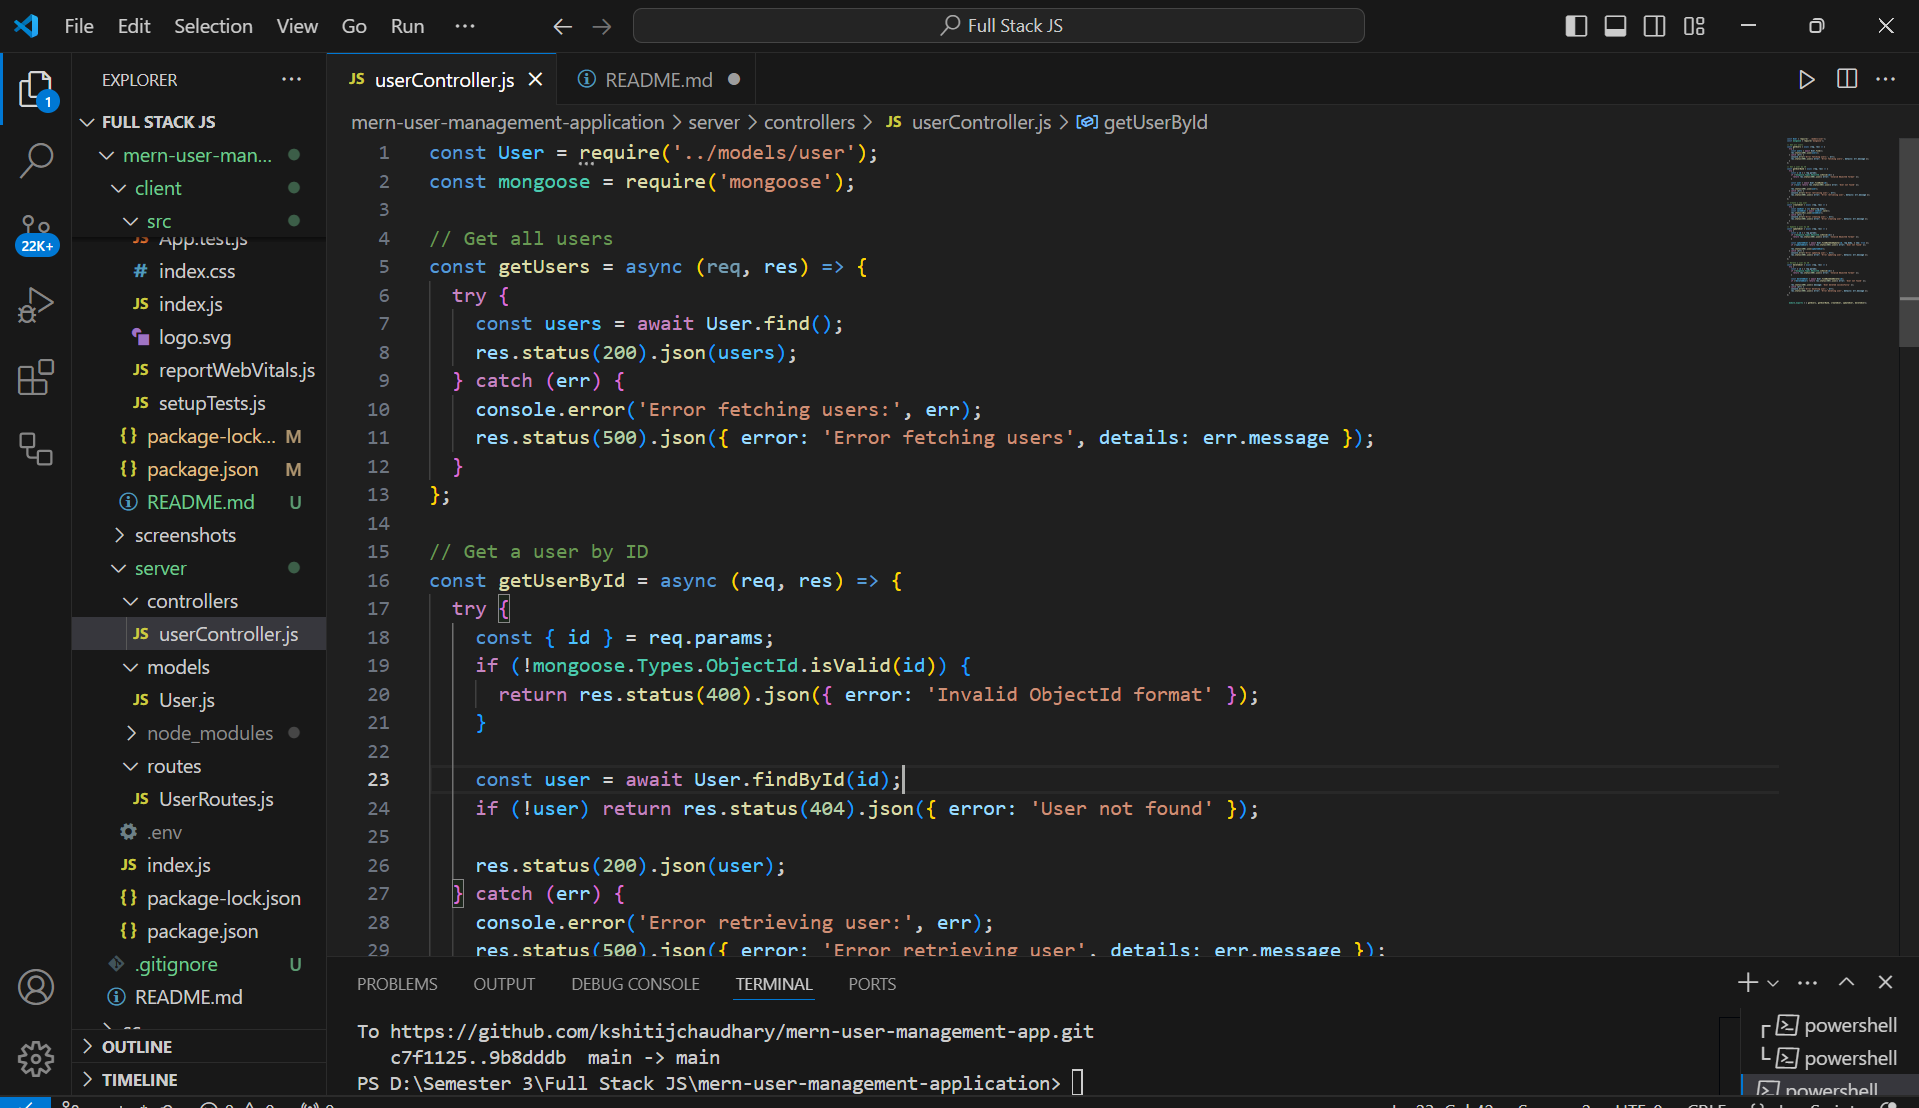 File Edit Selection View Go Run ··· Full Stack JS
EXPLORER
FULL STACK JS
mern-user-man...
client
src
App.test.js
# index.css
JS index.js
logo.svg
JS reportWebVitals.js
JS setupTests.js
{} package-lock... M
{} package.json M
README.md U
screenshots
server
controllers
JS userController.js
models
JS User.js
node_modules
routes
JS UserRoutes.js
.env
JS index.js
{} package-lock.json
{} package.json
.gitignore U
README.md
OUTLINE
TIMELINE
1
22K+
JS userController.js README.md
mern-user-management-application > server > controllers > JS userController.js > getUserById
1 const User = require('../models/user');
2 const mongoose = require('mongoose');
3
4 // Get all users
5 const getUsers = async (req, res) => {
6 try {
7 const users = await User.find();
8 res.status(200).json(users);
9 } catch (err) {
10 console.error('Error fetching users:', err);
11 res.status(500).json({ error: 'Error fetching users', details: err.message });
12 }
13 };
14
15 // Get a user by ID
16 const getUserById = async (req, res) => {
17 try {
18 const { id } = req.params;
19 if (!mongoose.Types.ObjectId.isValid(id)) {
20 return res.status(400).json({ error: 'Invalid ObjectId format' });
21 }
22
23 const user = await User.findById(id);
24 if (!user) return res.status(404).json({ error: 'User not found' });
25
26 res.status(200).json(user);
27 } catch (err) {
28 console.error('Error retrieving user:', err);
29 res.status(500).json({ error: 'Error retrieving user', details: err.message });
PROBLEMS OUTPUT DEBUG CONSOLE TERMINAL PORTS
To https://github.com/kshitijchaudhary/mern-user-management-app.git
c7f1125..9b8dddb main -> main
PS D:\Semester 3\Full Stack JS\mern-user-management-application>
powershell
powershell
powershell